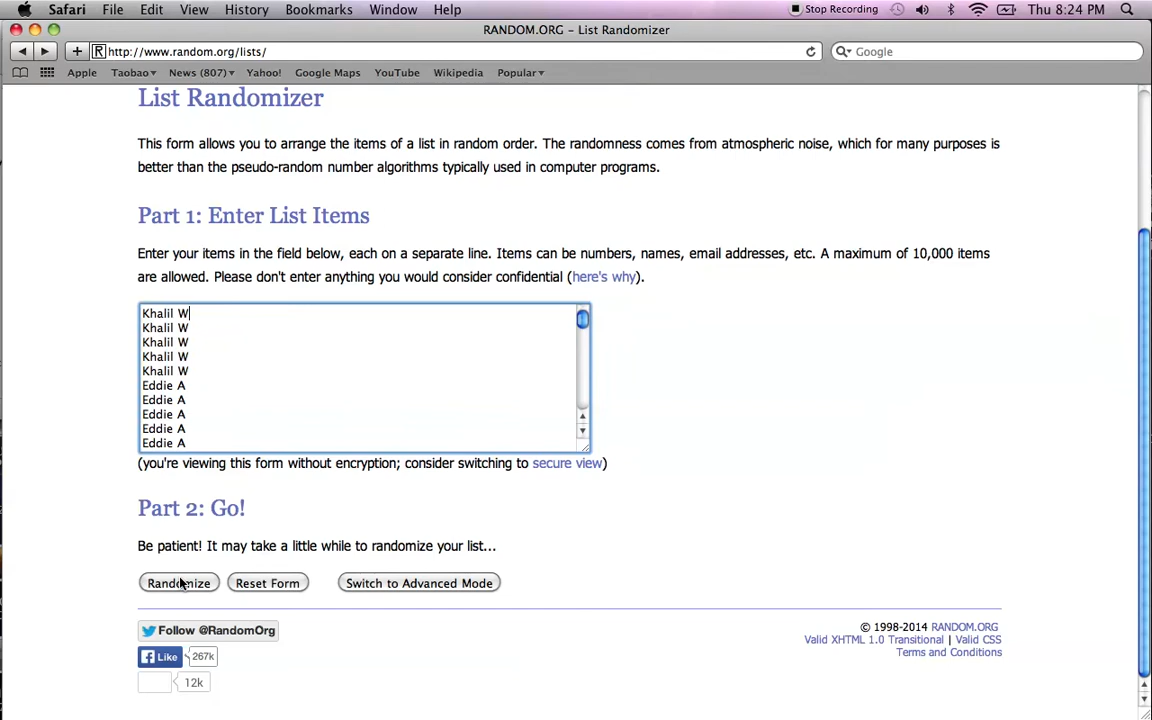 Safari File Edit View History Bookmarks Window Help Stop Recording Thu 8:24 PM
RANDOM.ORG - List Randomizer
http://www.random.org/lists/ Google
Apple Taobao News (807) Yahoo! Google Maps YouTube Wikipedia Popular
List Randomizer
This form allows you to arrange the items of a list in random order. The randomness comes from atmospheric noise, which for many purposes is
better than the pseudo-random number algorithms typically used in computer programs.
Part 1: Enter List Items
Enter your items in the field below, each on a separate line. Items can be numbers, names, email addresses, etc. A maximum of 10,000 items
are allowed. Please don't enter anything you would consider confidential (here's why).
Khalil W
Khalil W
Khalil W
Khalil W
Khalil W
Eddie A
Eddie A
Eddie A
Eddie A
Eddie A
(you're viewing this form without encryption; consider switching to secure view)
Part 2: Go!
Be patient! It may take a little while to randomize your list...
Randomize Reset Form Switch to Advanced Mode
Follow @RandomOrg
Like 267k
12k
© 1998-2014 RANDOM.ORG
Valid XHTML 1.0 Transitional | Valid CSS
Terms and Conditions